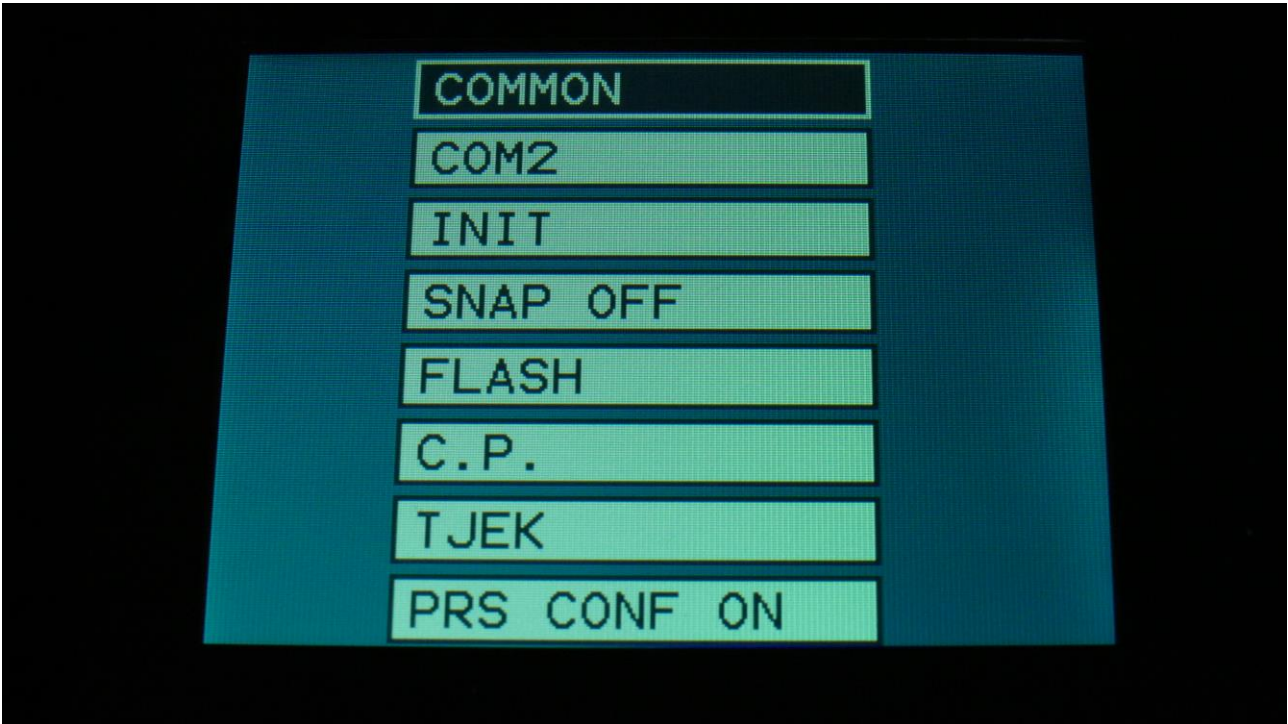 COMMON
COM2
INIT
SNAP OFF
FLASH
C.P.
TJEK
PRS CONF ON